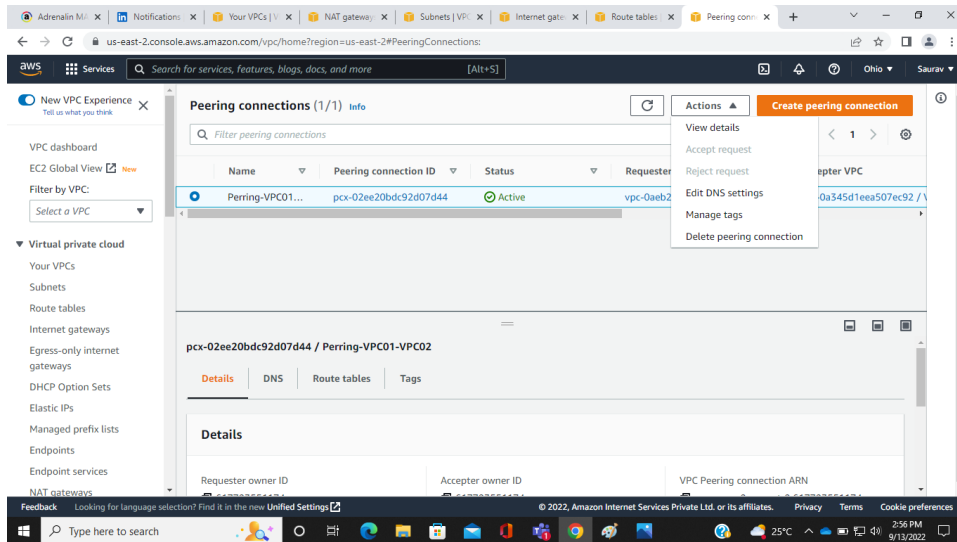 Adrenalin MA
Notifications
Your VPCs | V
NAT gateway
Subnets | VPC
Internet gate
Route tables |
Peering conn
us-east-2.console.aws.amazon.com/vpc/home?region=us-east-2#PeeringConnections:
aws
Services
Search for services, features, blogs, docs, and more [Alt+S]
Ohio
Saurav
New VPC Experience
Tell us what you think
VPC dashboard
EC2 Global View New
Filter by VPC:
Select a VPC
Virtual private cloud
Your VPCs
Subnets
Route tables
Internet gateways
Egress-only internet
gateways
DHCP Option Sets
Elastic IPs
Managed prefix lists
Endpoints
Endpoint services
NAT gateways
Peering connections (1/1) Info
Actions
Create peering connection
Filter peering connections
1
View details
Accept request
Reject request
Edit DNS settings
Manage tags
Delete peering connection
Name Peering connection ID Status Requester epter VPC
Perring-VPC01... pcx-02ee20bdc92d07d44 Active vpc-0aeb2 -0a345d1eea507ec92 / V
pcx-02ee20bdc92d07d44 / Perring-VPC01-VPC02
Details DNS Route tables Tags
Details
Requester owner ID Accepter owner ID VPC Peering connection ARN
Feedback Looking for language selection? Find it in the new Unified Settings © 2022, Amazon Internet Services Private Ltd. or its affiliates. Privacy Terms Cookie preferences
Type here to search
25°C
2:56 PM
9/13/2022